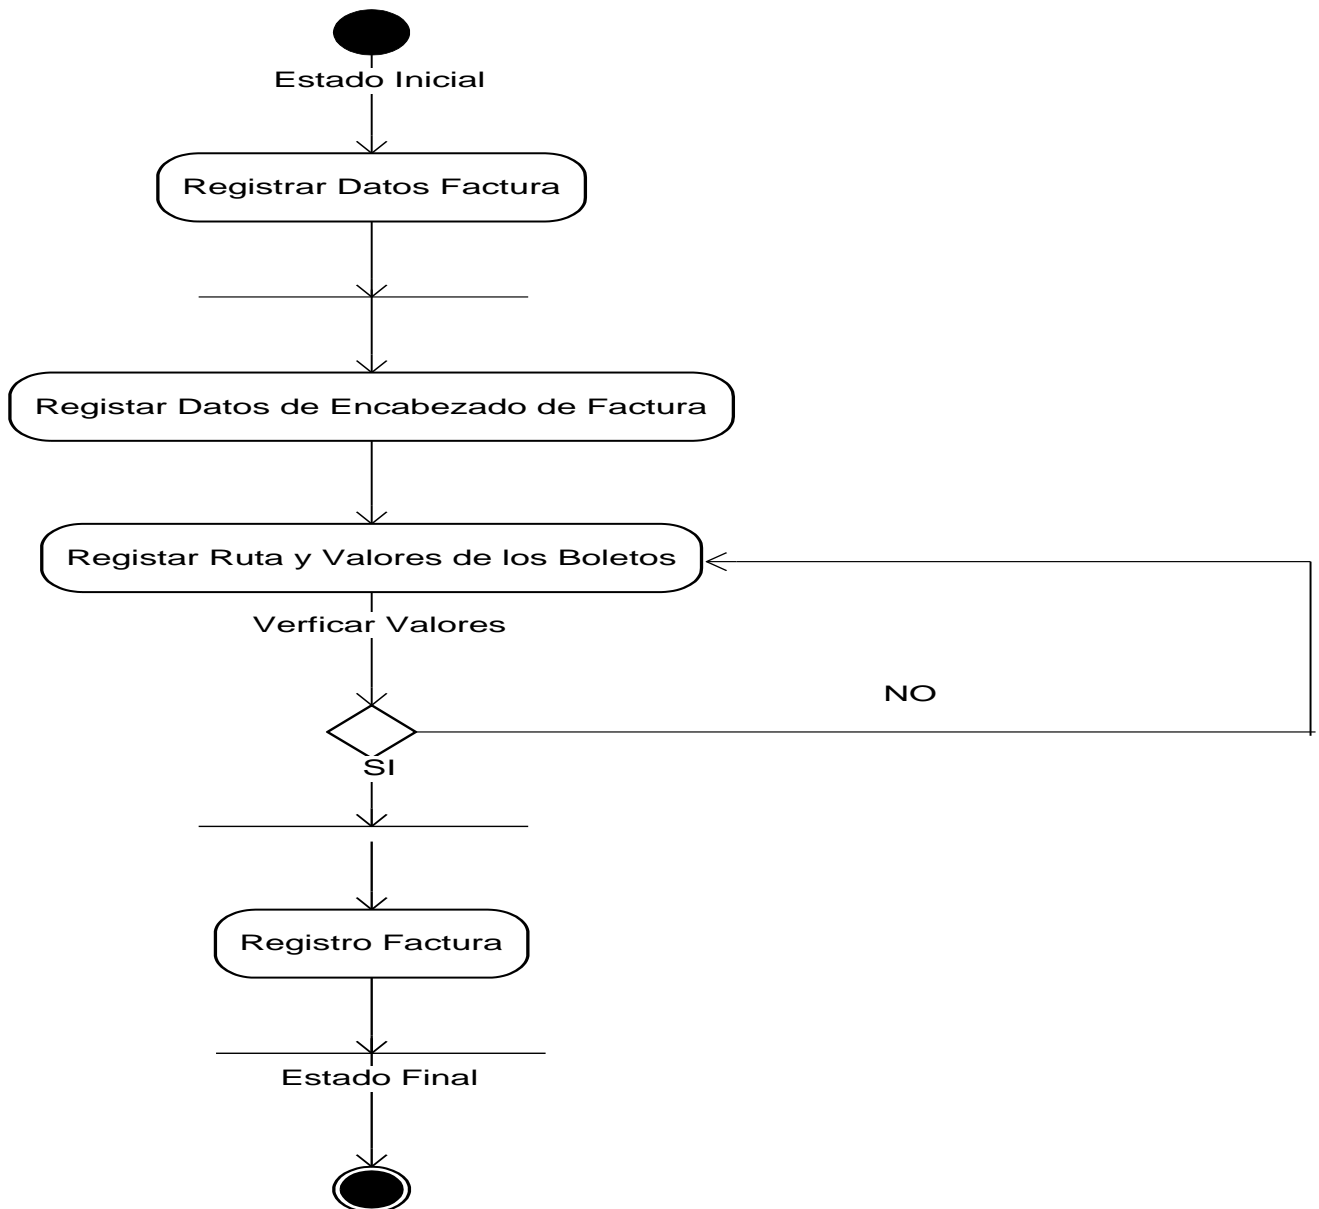 Estado Inicial
Registrar Datos Factura
Registar Datos de Encabezado de Factura
Registar Ruta y Valores de los Boletos
Verficar Valores
NO
SI
Registro Factura
Estado Final